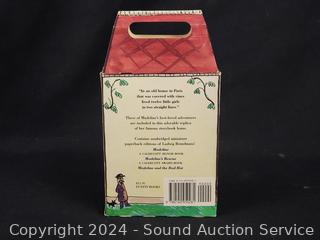 "In an old house in Paris
that was covered with vines
lived twelve little girls
in two straight lines."
Three of Madeline's best-loved adventures
are included in this adorable replica
of her famous storybook home.
Contains unabridged miniature
paperback editions of Ludwig Bemelmans'
Madeline
A CALDECOTT HONOR BOOK
Madeline's Rescue
A CALDECOTT AWARD BOOK
Madeline and the Bad Hat
PUFFIN BOOKS
Copyright 2024 - Sound Auction Service